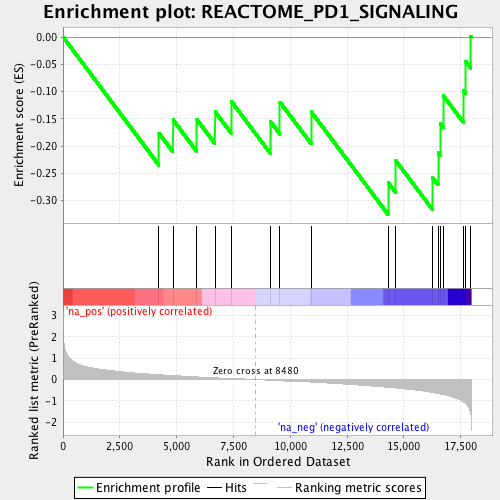 Enrichment plot: REACTOME_PD1_SIGNALING
Enrichment score (ES)
0.00
-0.05
-0.10
-0.15
-0.20
-0.25
-0.30
'na_pos' (positively correlated)
Ranked list metric (PreRanked)
3
2
1
0
-1
-2
Zero cross at 8480
'na_neg' (negatively correlated)
0 2,500 5,000 7,500 10,000 12,500 15,000 17,500
Rank in Ordered Dataset
Enrichment profile Hits Ranking metric scores